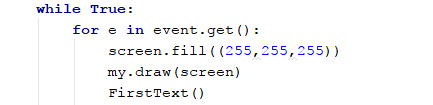 while True:
for e in event.get():
screen.fill((255,255,255))
my.draw(screen)
FirstText()